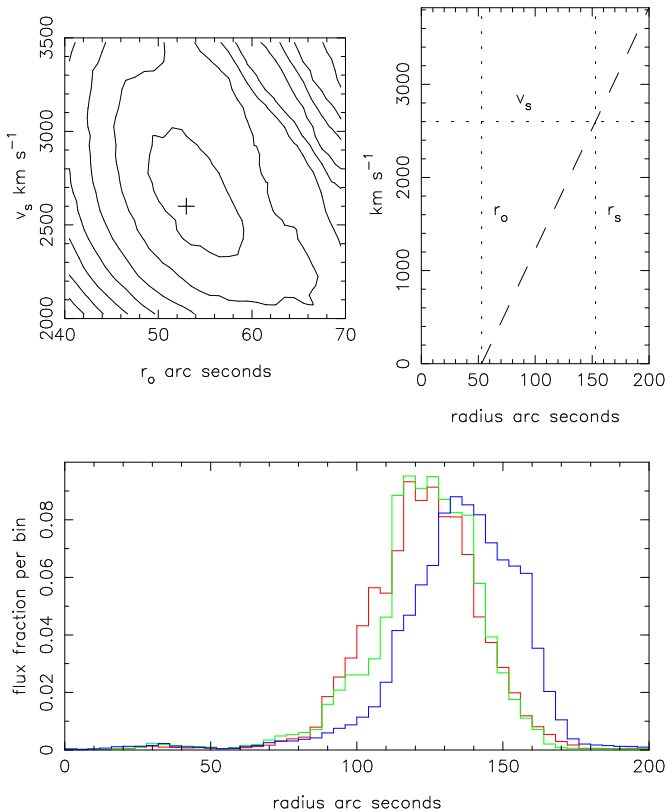 3500
3000
2500
2000
v_s km s^-1
40 50 60 70
r_o arc seconds
3000
2000
1000
0
km s^-1
v_s
r_o
r_s
0 50 100 150 200
radius arc seconds
0.08
0.06
0.04
0.02
0
flux fraction per bin
0 50 100 150 200
radius arc seconds